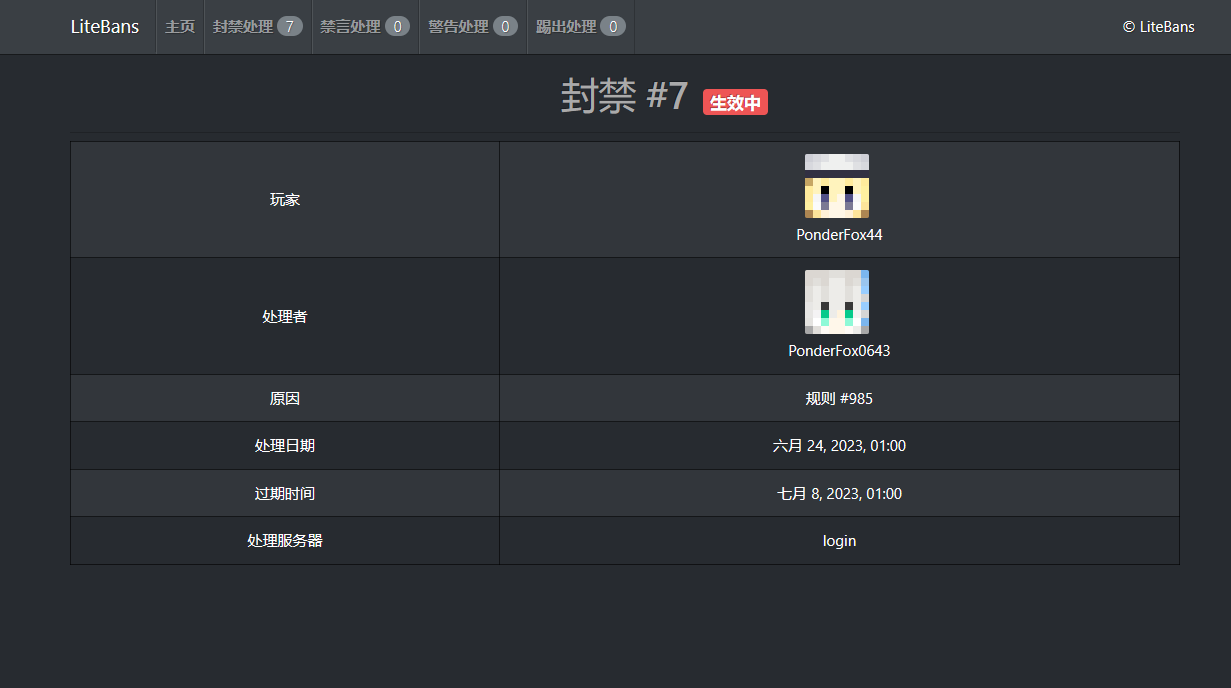 LiteBans 主页 封禁处理 7 禁言处理 0 警告处理 0 踢出处理 0 © LiteBans
封禁 #7 生效中
玩家 PonderFox44
处理者 PonderFox0643
原因 规则 #985
处理日期 六月 24, 2023, 01:00
过期时间 七月 8, 2023, 01:00
处理服务器 login